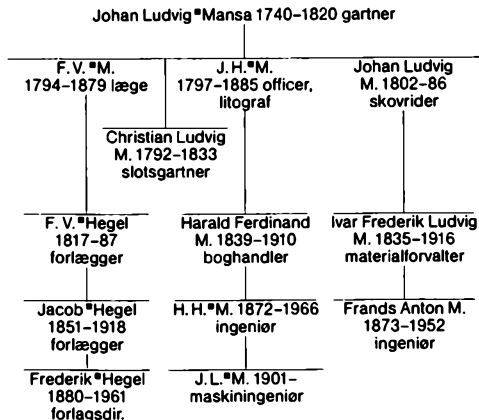 Johan Ludvig ■Mansa 1740–1820 gartner
F. V. ■M.
1794–1879 læge
J. H. ■M.
1797–1885 officer,
litograf
Johan Ludvig
M. 1802–86
skovrider
Christian Ludvig
M. 1792–1833
slotsgartner
F. V. ■Hegel
1817–87
forlægger
Harald Ferdinand
M. 1839–1910
boghandler
Ivar Frederik Ludvig
M. 1835–1916
materialforvalter
Jacob ■Hegel
1851–1918
forlægger
H. H. ■M. 1872–1966
ingeniør
Frands Anton M.
1873–1952
ingeniør
Frederik ■Hegel
1880–1961
forlagsdir.
J. L. ■M. 1901–
maskiningeniør